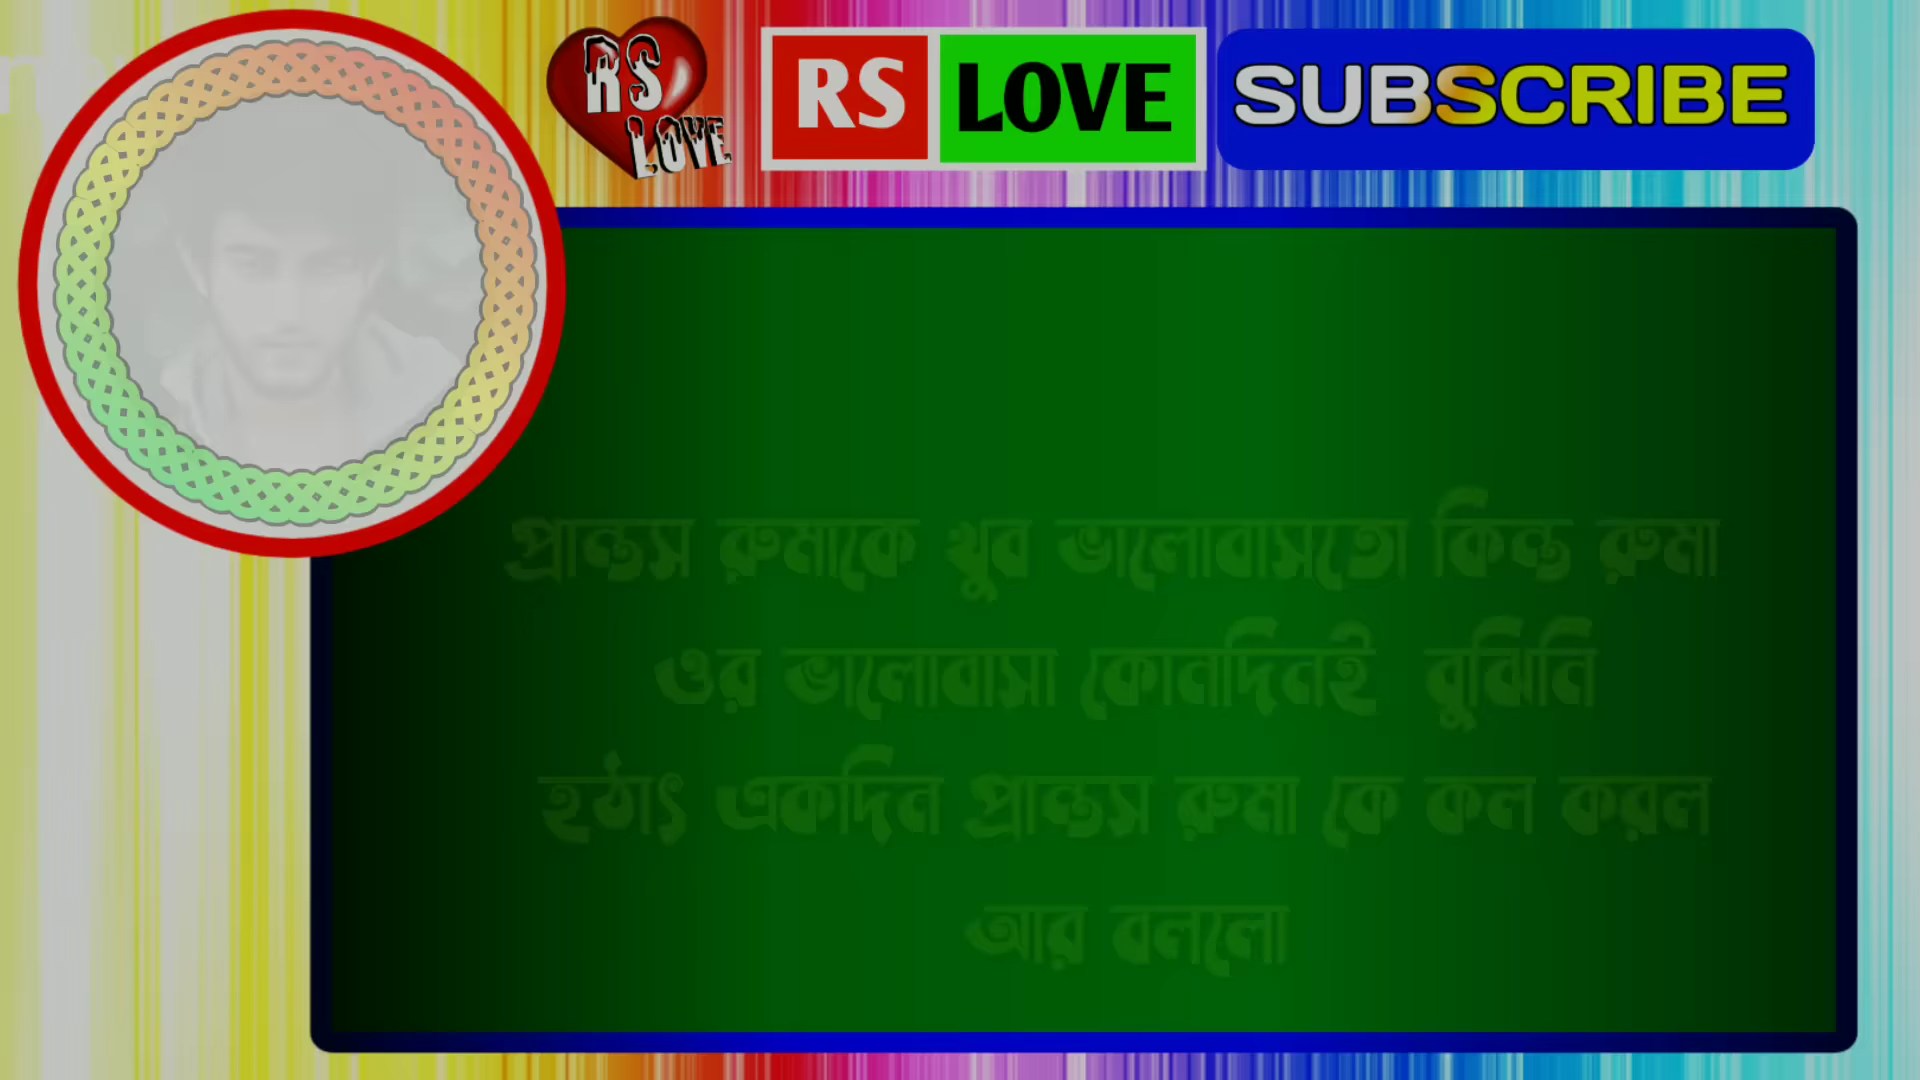 RS
LOVE
RS LOVE SUBSCRIBE
প্রান্তস রুমাকে খুব ভালোবাসতো কিন্ত রুমা
ওর ভালোবাসা কোনদিনই বুঝিনি
হঠাৎ একদিন প্রান্তস রুমা কে কল করল
আর বললো